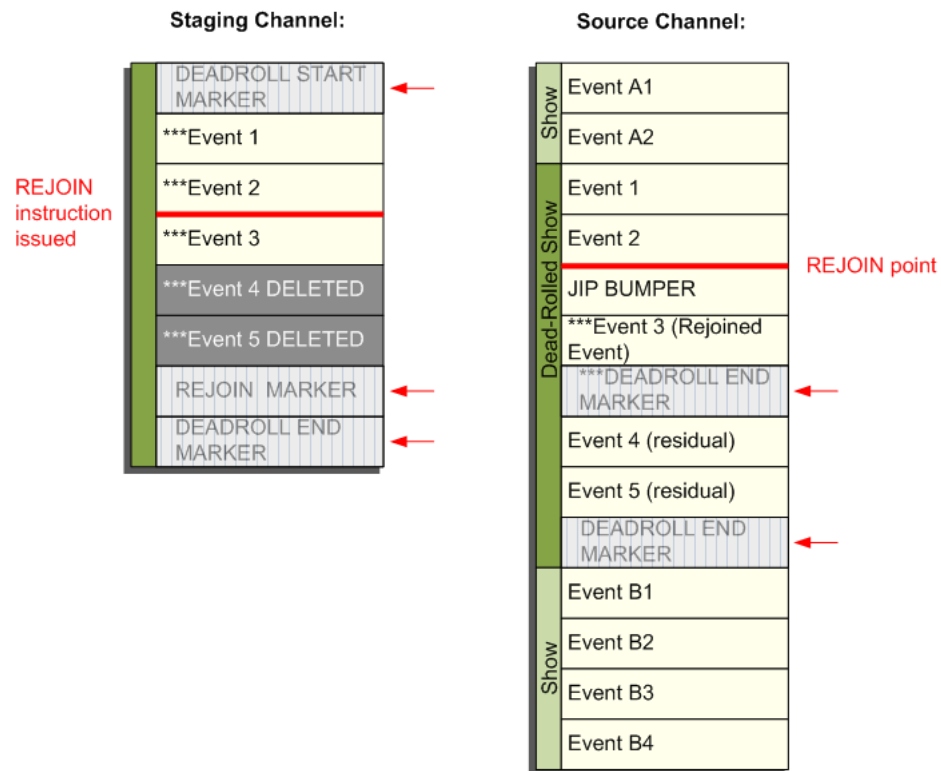 Staging Channel:
DEADROLL START
MARKER
***Event 1
***Event 2
***Event 3
***Event 4 DELETED
***Event 5 DELETED
REJOIN  MARKER
DEADROLL END
MARKER
REJOIN
instruction
issued
Source Channel:
Show
Event A1
Event A2
Dead-Rolled Show
Event 1
Event 2
REJOIN point
JIP BUMPER
***Event 3 (Rejoined
Event)
***DEADROLL END
MARKER
Event 4 (residual)
Event 5 (residual)
DEADROLL END
MARKER
Show
Event B1
Event B2
Event B3
Event B4